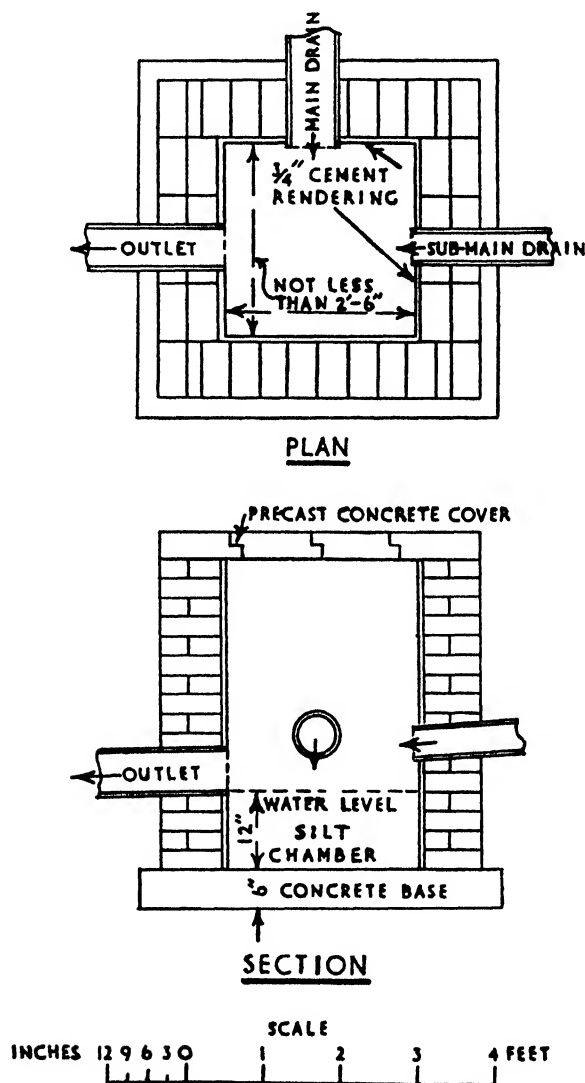 MAIN DRAIN
3/4" CEMENT
RENDERING
OUTLET
SUB-MAIN DRAIN
NOT LESS
THAN 2'-6"
PLAN
PRECAST CONCRETE COVER
OUTLET
WATER LEVEL
12"
SILT
CHAMBER
6" CONCRETE BASE
SECTION
SCALE
INCHES 12 9 6 3 0 1 2 3 4 FEET